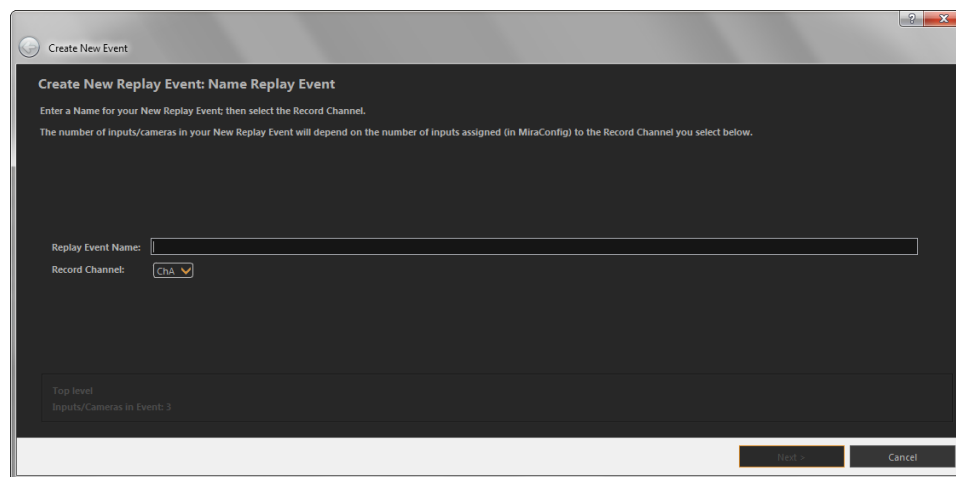 ?
Create New Event
Create New Replay Event: Name Replay Event
Enter a Name for your New Replay Event; then select the Record Channel.
The number of inputs/cameras in your New Replay Event will depend on the number of inputs assigned (in MiraConfig) to the Record Channel you select below.
Replay Event Name:
Record Channel: ChA
Top level
Inputs/Cameras in Event: 3
Next > Cancel